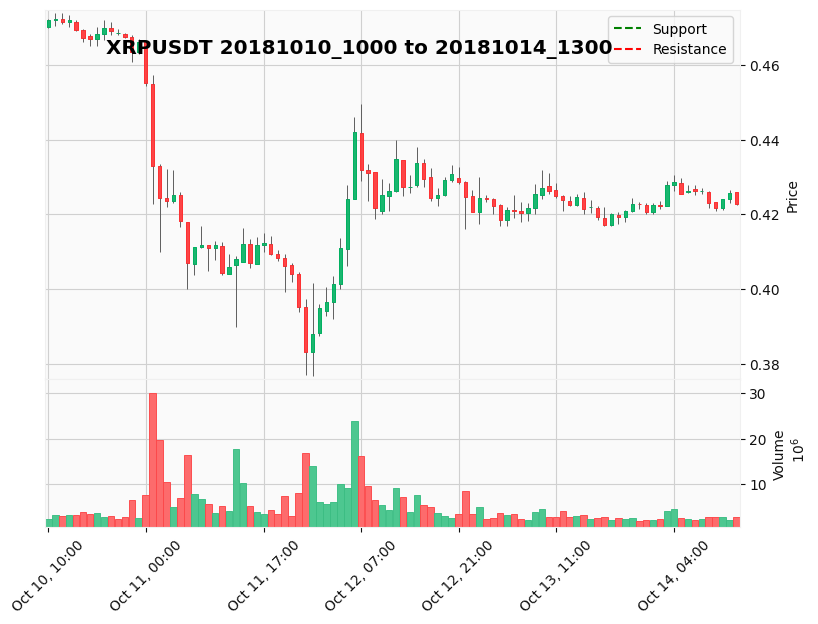 XRPUSDT 20181010_1000 to 20181014_1300
Support
Resistance
0.46
0.44
0.42
0.40
0.38
Price
30
20
10
Volume
10^6
Oct 10, 10:00
Oct 11, 00:00
Oct 11, 17:00
Oct 12, 07:00
Oct 12, 21:00
Oct 13, 11:00
Oct 14, 04:00